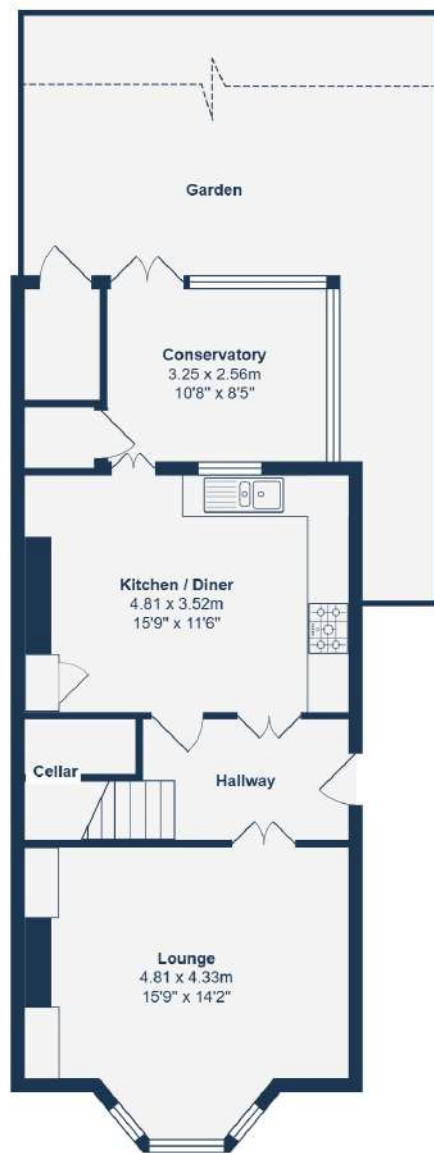 Garden
Conservatory
3.25 x 2.56m
10'8" x 8'5"
Kitchen / Diner
4.81 x 3.52m
15'9" x 11'6"
Cellar
Hallway
Lounge
4.81 x 4.33m
15'9" x 14'2"